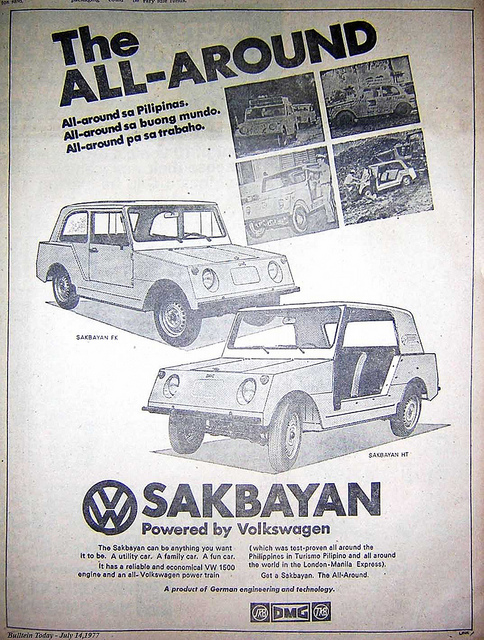 The
ALL-AROUND
All-around sa Pilipinas.
All-around sa buong mundo.
All-around pa sa trabaho.
SAKBAYAN FK
SAKBAYAN HT
SAKBAYAN
Powered by Volkswagen
The Sakbayan can be anything you want
it to be. A utility car. A family car. A fun car.
It has a reliable and economical VW 1500
engine and an all-Volkswagen power train
(which was test-proven all around the
Philippines in Turismo Pilipino and all around
the world in the London-Manila Express).
Get a Sakbayan. The All-Around.
A product of German engineering and technology.
DMG
Bulletin Today - July 14, 1977